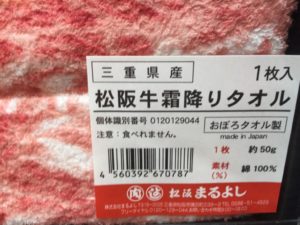 三重県産 1枚入
松阪牛霜降りタオル
個体識別番号 0120129044
おぼろタオル製
注意：食べれません。
made in Japan
1枚 約50g
素材(%) 綿 100%
4 560392 670787
松阪まるよし